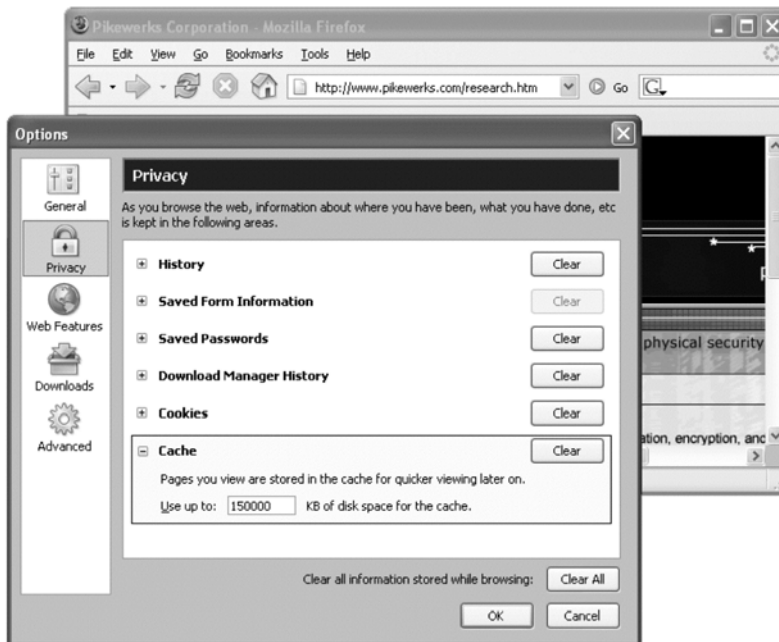 Pikewerks Corporation - Mozilla Firefox
File Edit View Go Bookmarks Tools Help
http://www.pikewerks.com/research.htm Go G
Options
General
Privacy
Web Features
Downloads
Advanced
Privacy
As you browse the web, information about where you have been, what you have done, etc
is kept in the following areas.
History Clear
Saved Form Information Clear
Saved Passwords Clear
Download Manager History Clear
Cookies Clear
Cache Clear
Pages you view are stored in the cache for quicker viewing later on.
Use up to: 150000 KB of disk space for the cache.
Clear all information stored while browsing: Clear All
OK Cancel
physical security
encryption, and